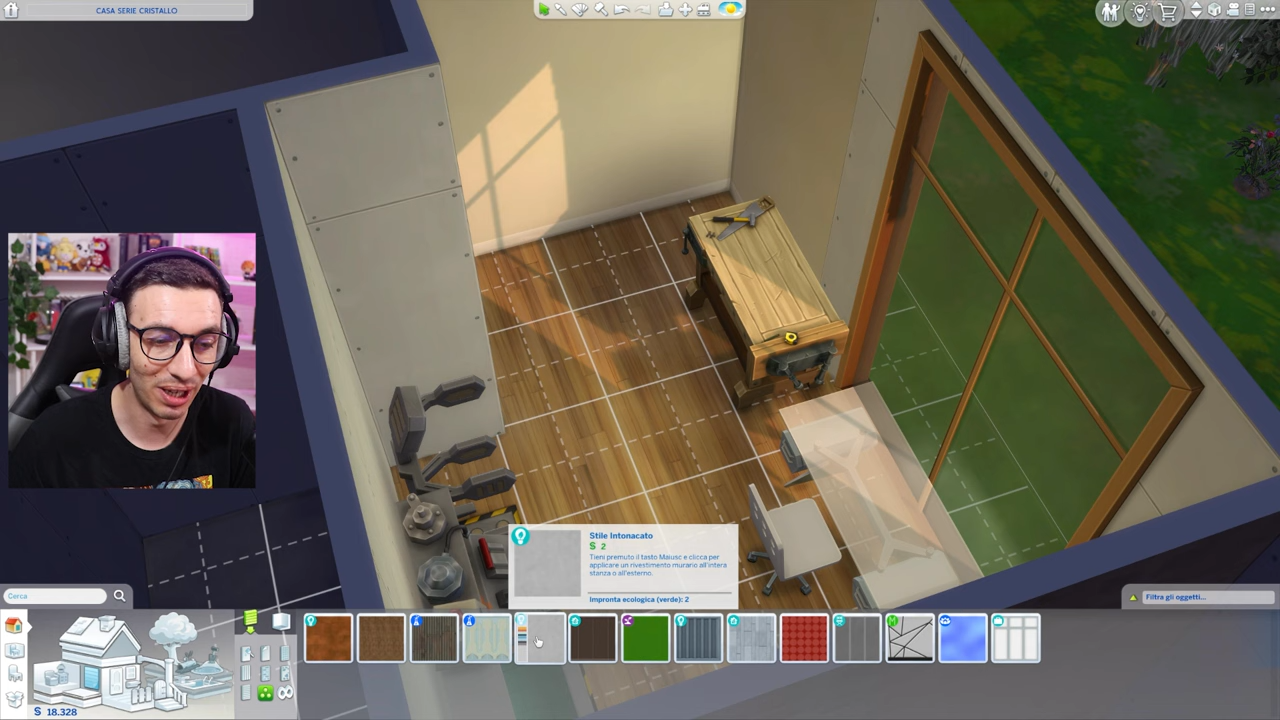 CASA SERIE CRISTALLO
Stile Intonacato
$ 2
Tieni premuto il tasto Maiusc e clicca per
applicare un rivestimento murario all'intera
stanza o all'esterno.
Impronta ecologica (verde): 2
Cerca
Filtra gli oggetti...
$ 18.328